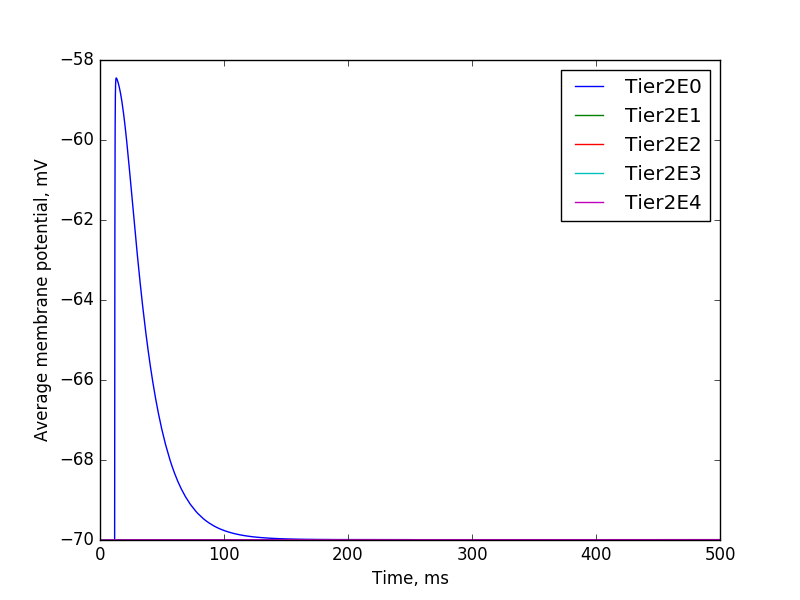 −58
−60
−62
−64
−66
−68
−70
Average membrane potential, mV
0 100 200 300 400 500
Time, ms
Tier2E0
Tier2E1
Tier2E2
Tier2E3
Tier2E4